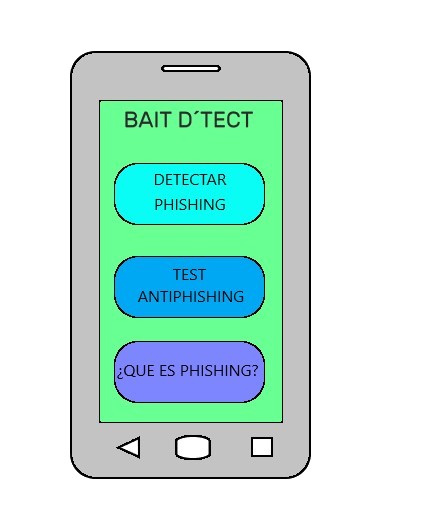 BAIT D´TECT
DETECTAR
PHISHING
TEST
ANTIPHISHING
¿QUE ES PHISHING?